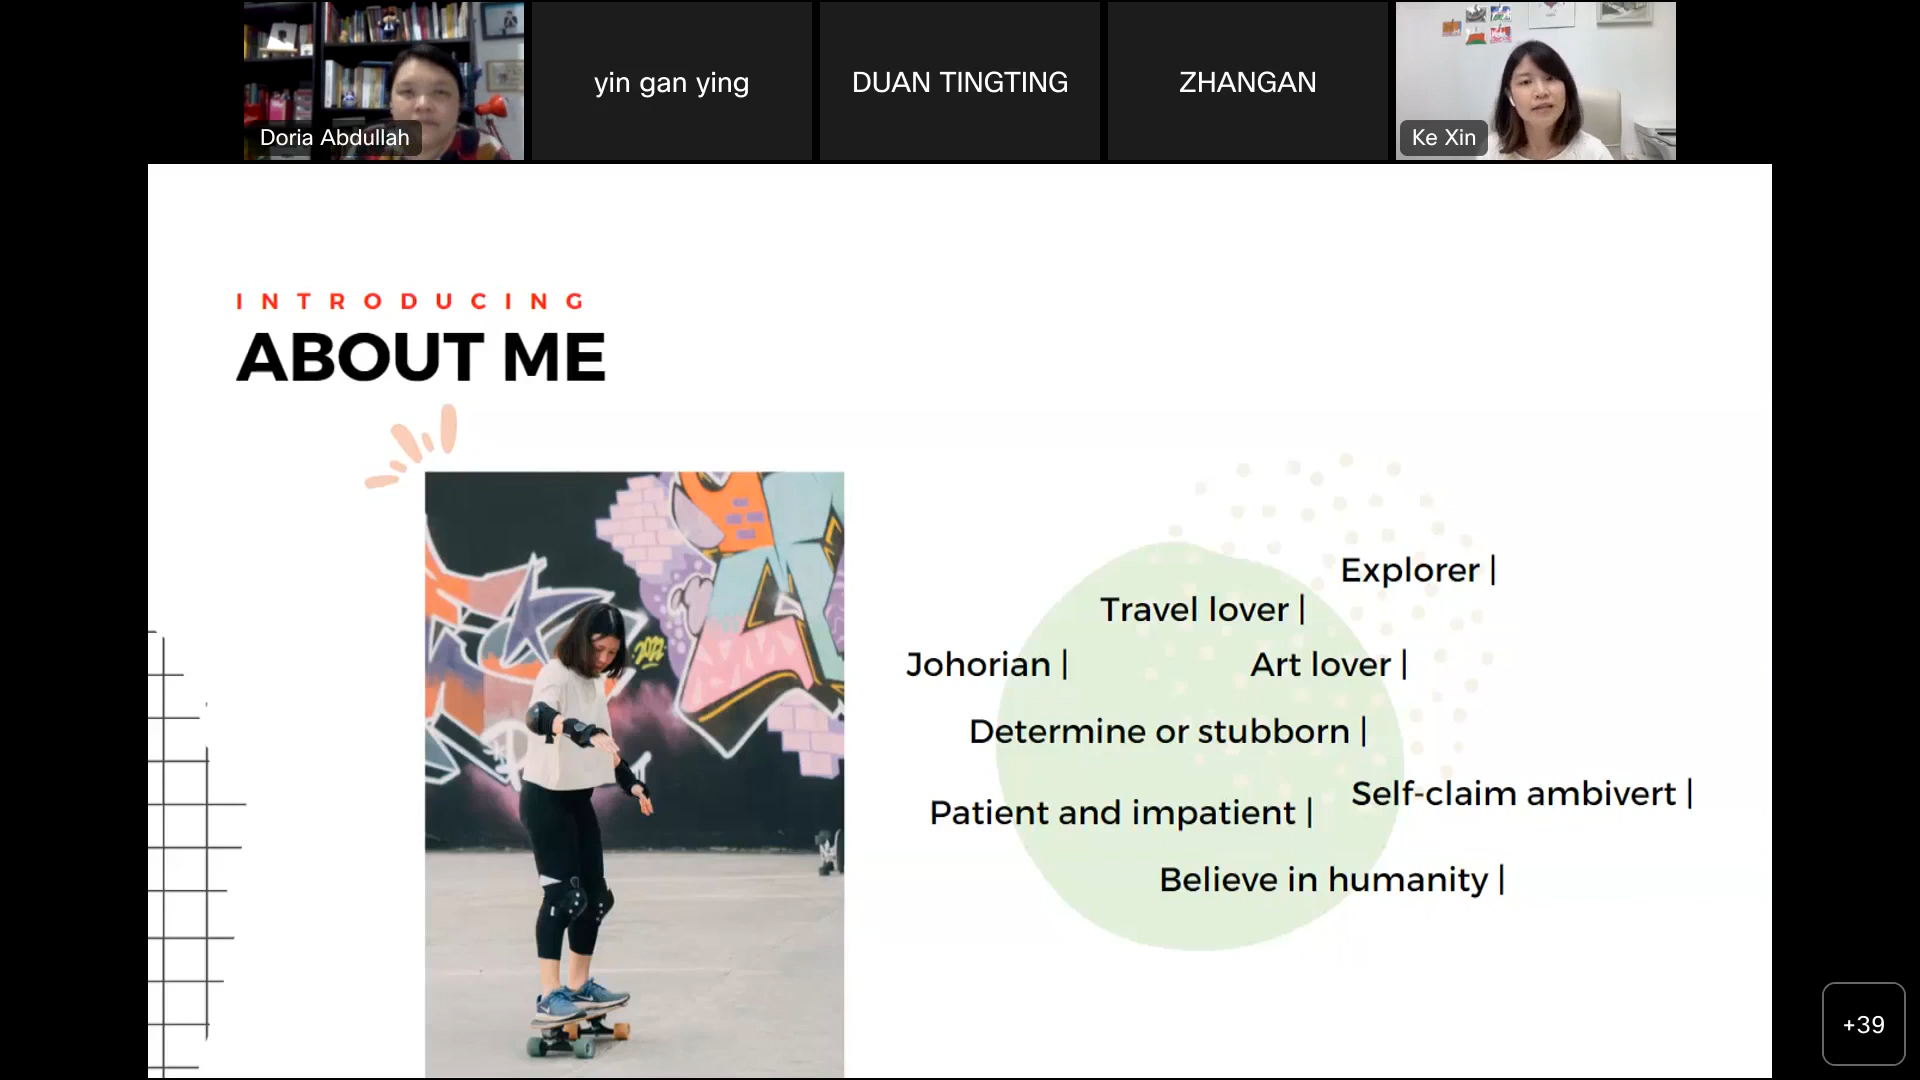 Doria Abdullah
yin gan ying
DUAN TINGTING
ZHANGAN
Ke Xin
INTRODUCING
ABOUT ME
2022
Explorer |
Travel lover |
Johorian |
Art lover |
Determine or stubborn |
Self-claim ambivert |
Patient and impatient |
Believe in humanity |
+39